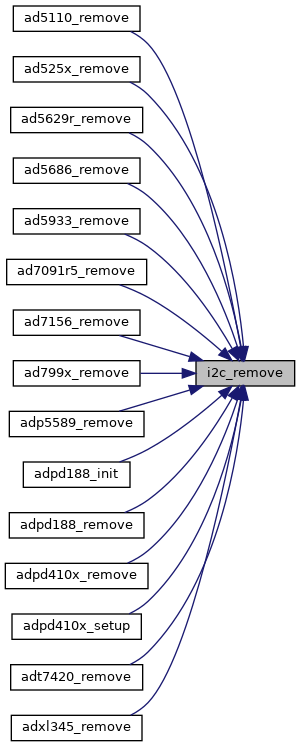 ad5110_remove
ad525x_remove
ad5629r_remove
ad5686_remove
ad5933_remove
ad7091r5_remove
ad7156_remove
i2c_remove
ad799x_remove
adp5589_remove
adpd188_init
adpd188_remove
adpd410x_remove
adpd410x_setup
adt7420_remove
adxl345_remove